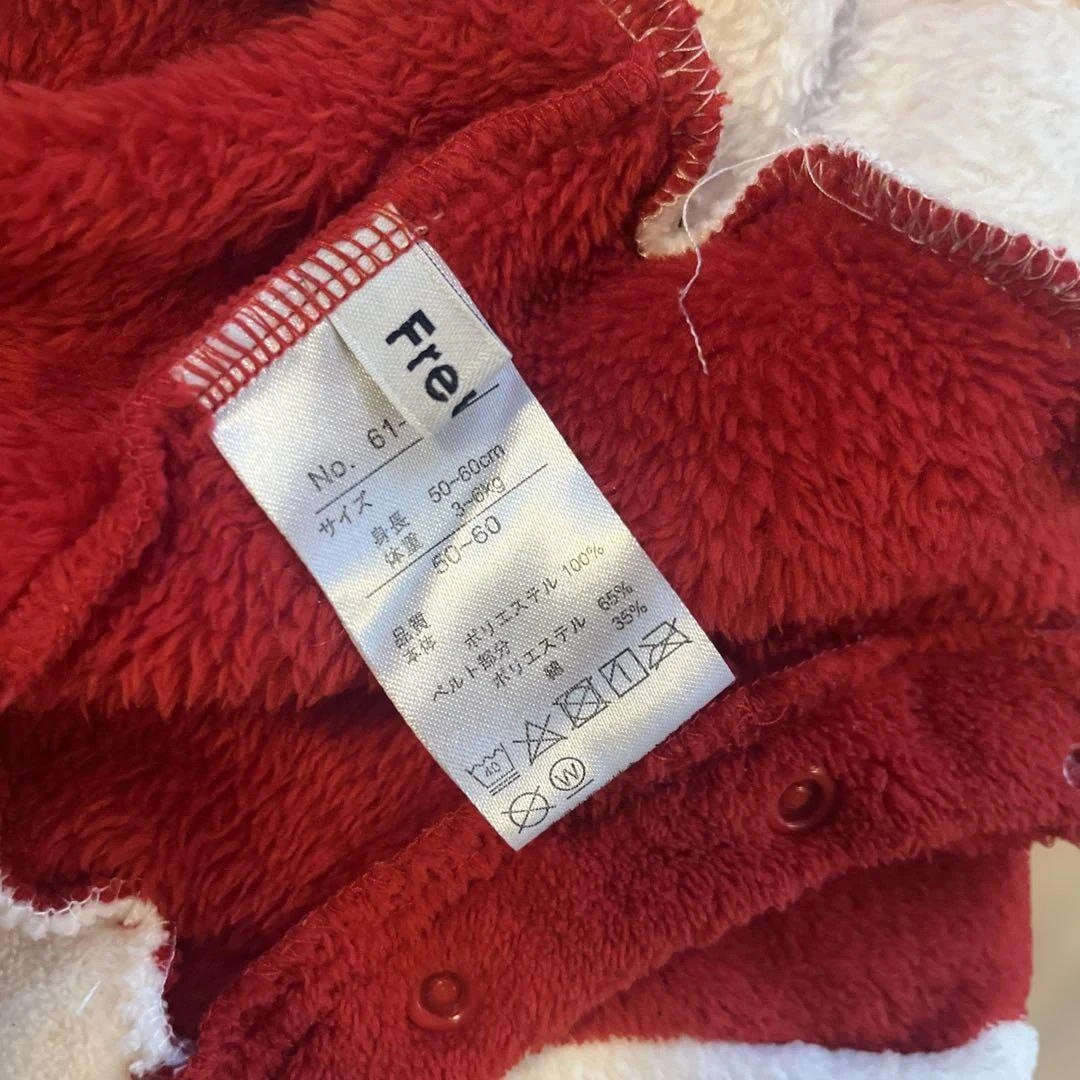 Fre
No. 61-
サイズ
身長 50~60cm
体重 3~6kg
50-60
品質
本体 ポリエステル 100%
ベルト部分
ポリエステル 65%
綿 35%
40
W